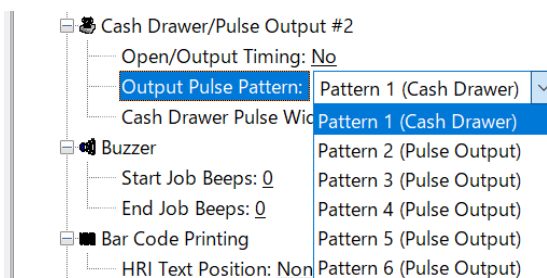 Cash Drawer/Pulse Output #2
Open/Output Timing: No
Output Pulse Pattern: Pattern 1 (Cash Drawer)
Cash Drawer Pulse Wid Pattern 1 (Cash Drawer)
Buzzer Pattern 2 (Pulse Output)
Start Job Beeps: 0 Pattern 3 (Pulse Output)
End Job Beeps: 0 Pattern 4 (Pulse Output)
Bar Code Printing Pattern 5 (Pulse Output)
HRI Text Position: Non Pattern 6 (Pulse Output)